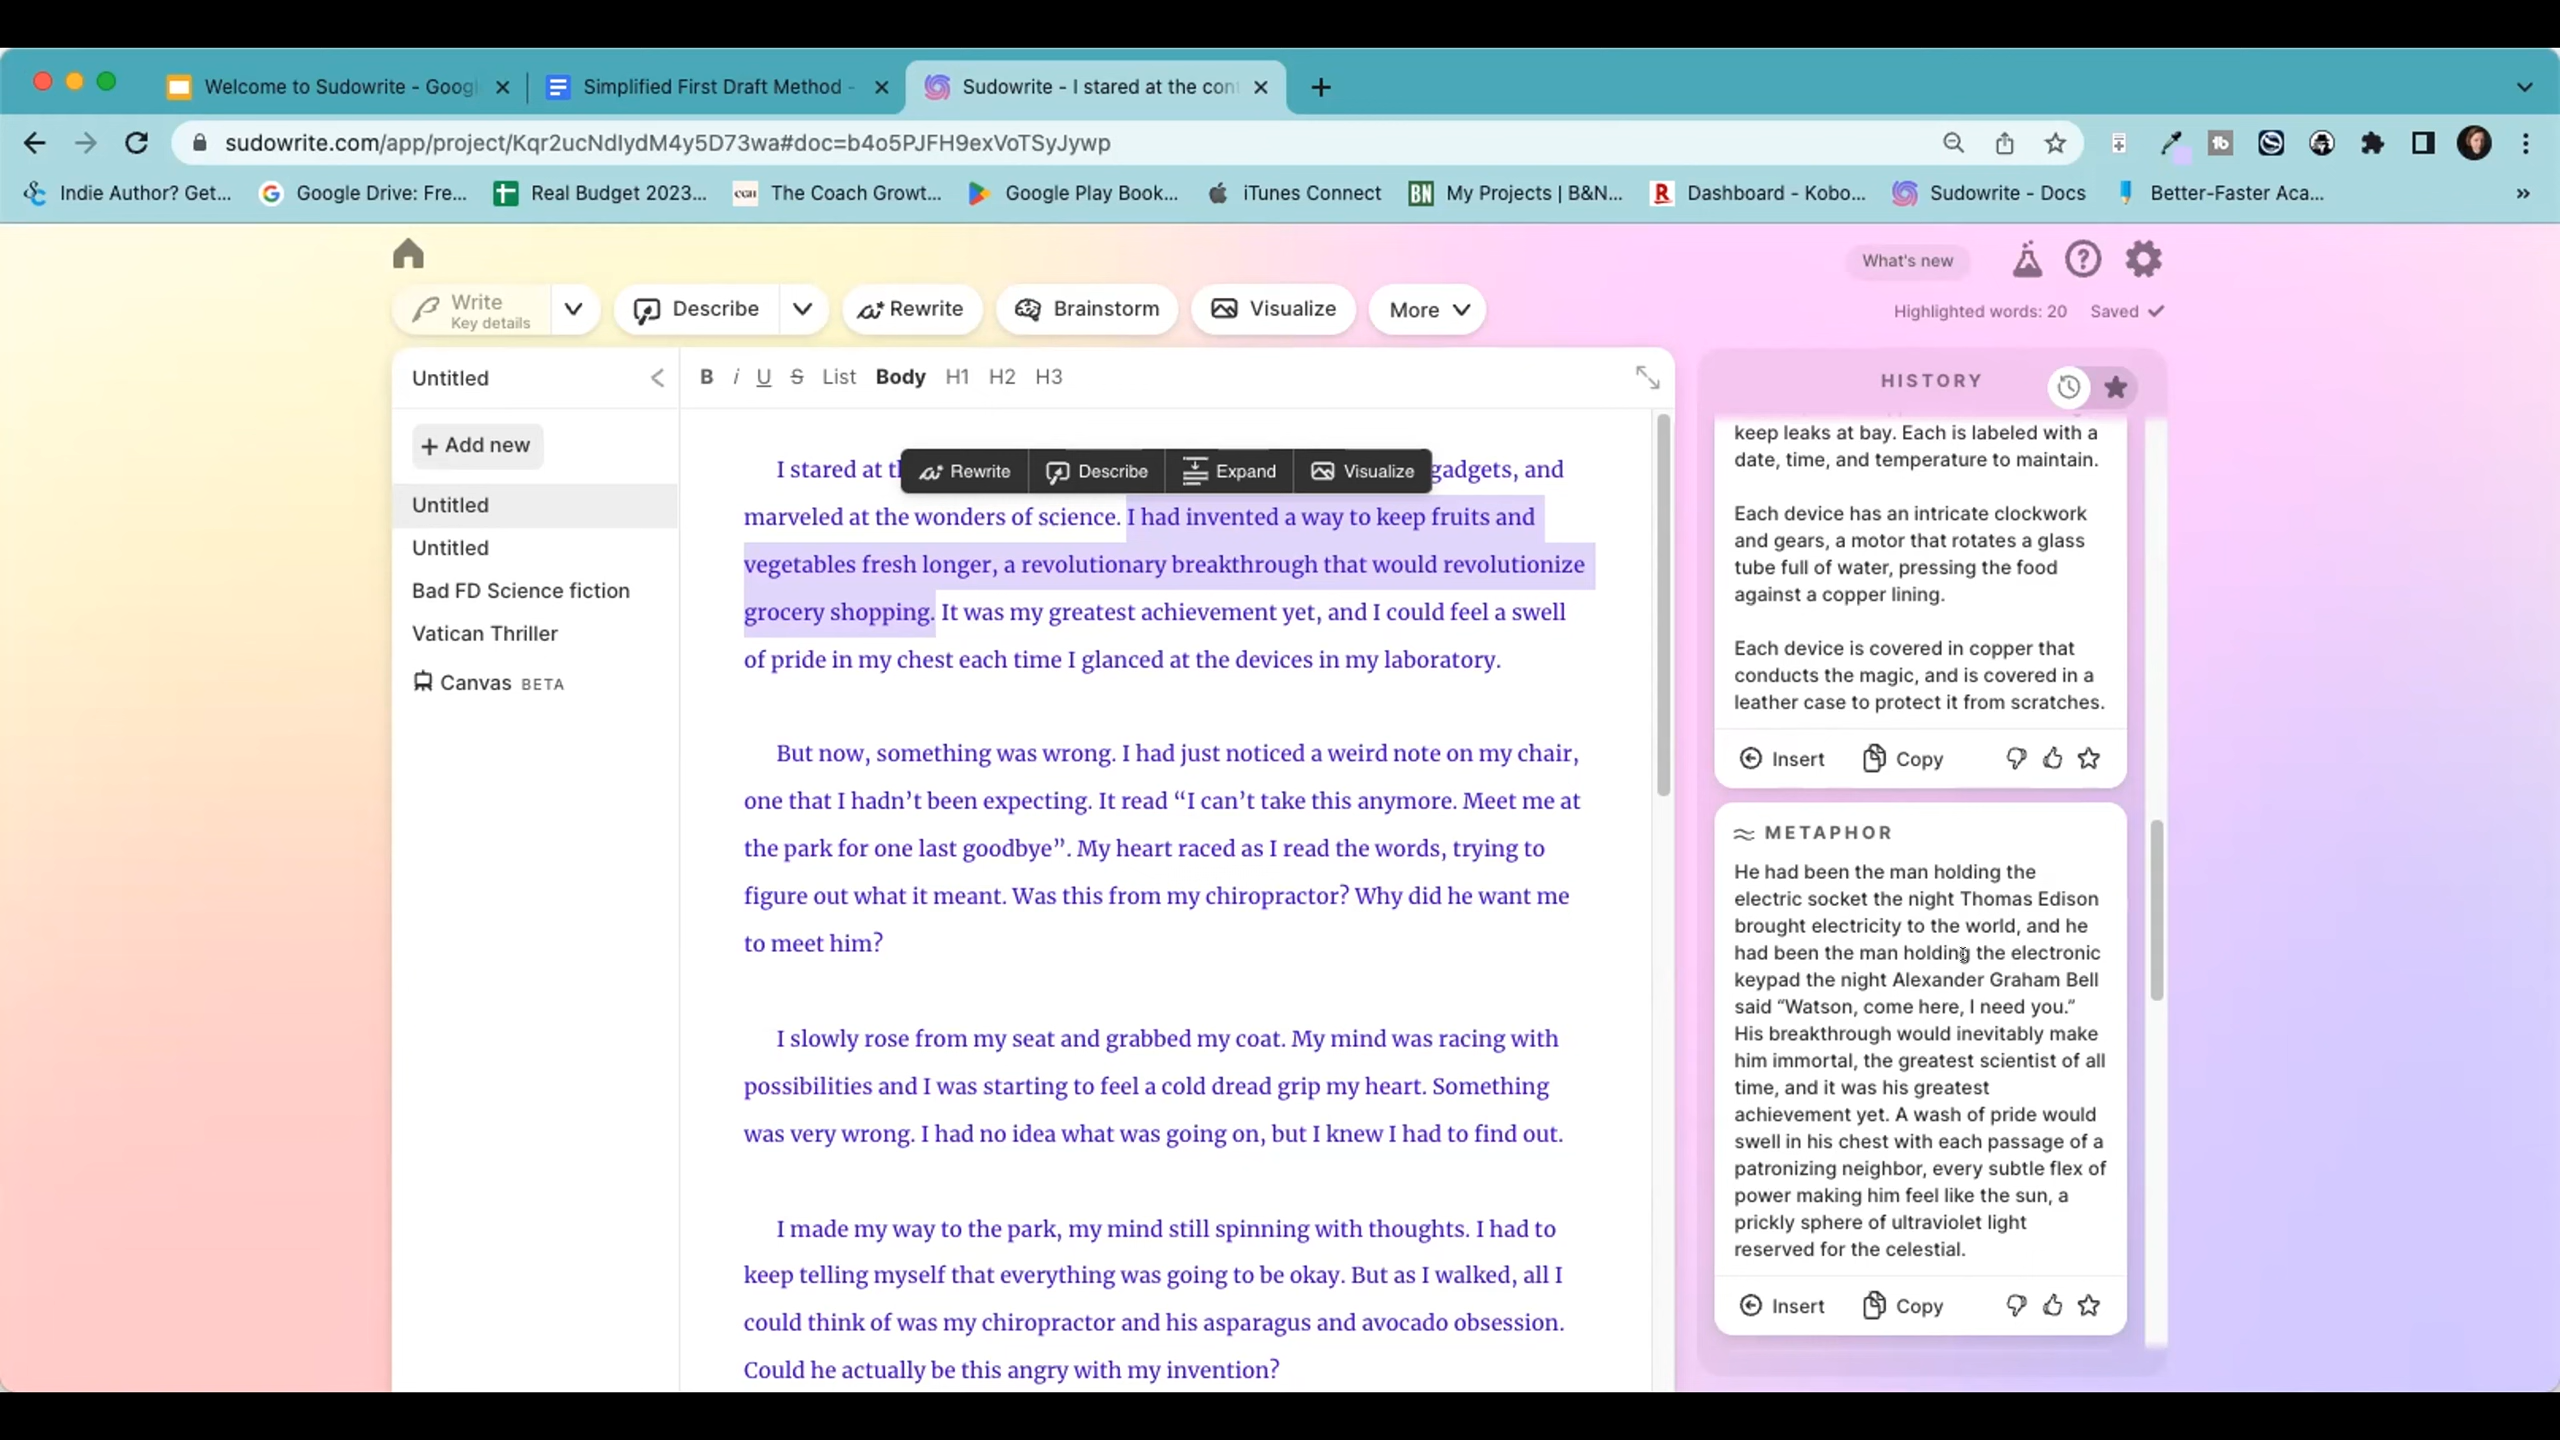 Welcome to Sudowrite - Goog
Simplified First Draft Method -
Sudowrite - I stared at the con
sudowrite.com/app/project/Kqr2ucNdIydM4y5D73wa#doc=b4o5PJFH9exVoTSyJywp
Indie Author? Get...
Google Drive: Fre...
Real Budget 2023...
The Coach Growt...
Google Play Book...
iTunes Connect
My Projects | B&N...
Dashboard - Kobo...
Sudowrite - Docs
Better-Faster Aca...
What's new
Write
Key details
Describe
Rewrite
Brainstorm
Visualize
More
Highlighted words: 20
Saved
Untitled
+ Add new
Untitled
Untitled
Bad FD Science fiction
Vatican Thriller
Canvas BETA
B i U S List Body H1 H2 H3
Rewrite
Describe
Expand
Visualize
I stared at t gadgets, and
marveled at the wonders of science. I had invented a way to keep fruits and
vegetables fresh longer, a revolutionary breakthrough that would revolutionize
grocery shopping. It was my greatest achievement yet, and I could feel a swell
of pride in my chest each time I glanced at the devices in my laboratory.
But now, something was wrong. I had just noticed a weird note on my chair,
one that I hadn’t been expecting. It read “I can’t take this anymore. Meet me at
the park for one last goodbye”. My heart raced as I read the words, trying to
figure out what it meant. Was this from my chiropractor? Why did he want me
to meet him?
I slowly rose from my seat and grabbed my coat. My mind was racing with
possibilities and I was starting to feel a cold dread grip my heart. Something
was very wrong. I had no idea what was going on, but I knew I had to find out.
I made my way to the park, my mind still spinning with thoughts. I had to
keep telling myself that everything was going to be okay. But as I walked, all I
could think of was my chiropractor and his asparagus and avocado obsession.
Could he actually be this angry with my invention?
HISTORY
keep leaks at bay. Each is labeled with a
date, time, and temperature to maintain.
Each device has an intricate clockwork
and gears, a motor that rotates a glass
tube full of water, pressing the food
against a copper lining.
Each device is covered in copper that
conducts the magic, and is covered in a
leather case to protect it from scratches.
Insert
Copy
METAPHOR
He had been the man holding the
electric socket the night Thomas Edison
brought electricity to the world, and he
had been the man holding the electronic
keypad the night Alexander Graham Bell
said “Watson, come here, I need you.”
His breakthrough would inevitably make
him immortal, the greatest scientist of all
time, and it was his greatest
achievement yet. A wash of pride would
swell in his chest with each passage of a
patronizing neighbor, every subtle flex of
power making him feel like the sun, a
prickly sphere of ultraviolet light
reserved for the celestial.
Insert
Copy